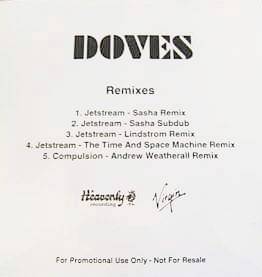 DOVES
Remixes
1. Jetstream - Sasha Remix
2. Jetstream - Sasha Subdub
3. Jetstream - Lindstrom Remix
4. Jetstream - The Time And Space Machine Remix
5. Compulsion - Andrew Weatherall Remix
Heavenly
recordings
Virgin
For Promotional Use Only - Not For Resale